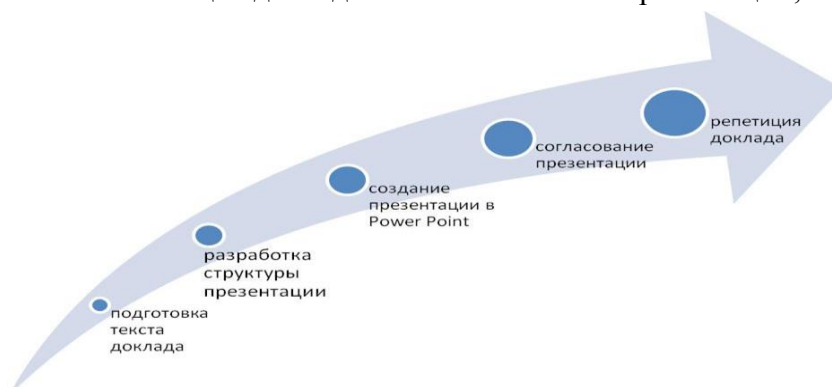 подготовка
текста
доклада
разработка
структуры
презентации
создание
презентации в
Power Point
согласование
презентации
репетиция
доклада